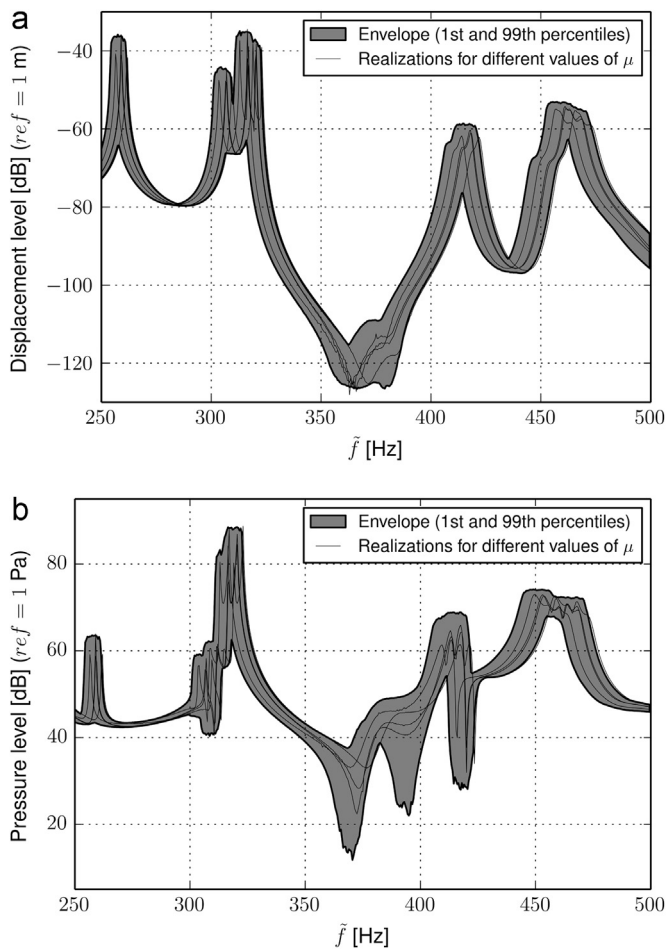 a
Envelope (1st and 99th percentiles)
Realizations for different values of μ
Displacement level [dB] (ref = 1 m)
−40
−60
−80
−100
−120
250 300 350 400 450 500
f̃ [Hz]
b
Envelope (1st and 99th percentiles)
Realizations for different values of μ
Pressure level [dB] (ref = 1 Pa)
80
60
40
20
250 300 350 400 450 500
f̃ [Hz]